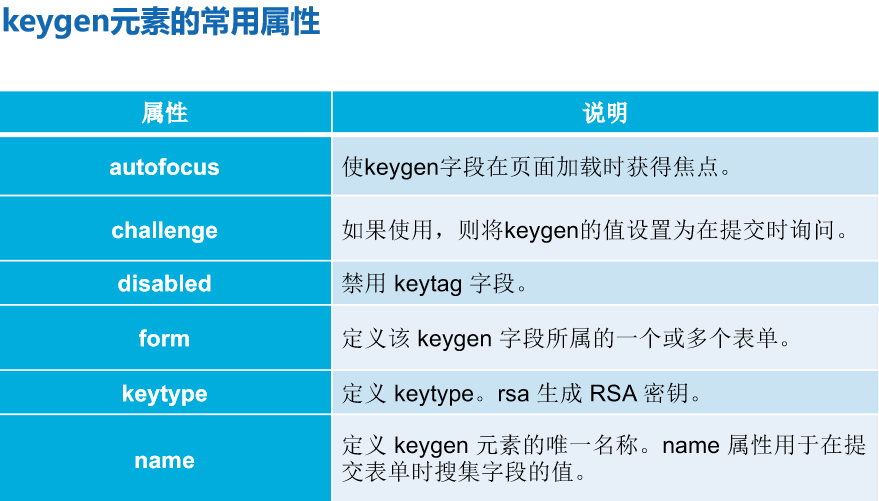 keygen元素的常用属性
属性 说明
autofocus 使keygen字段在页面加载时获得焦点。
challenge 如果使用，则将keygen的值设置为在提交时询问。
disabled 禁用 keytag 字段。
form 定义该 keygen 字段所属的一个或多个表单。
keytype 定义 keytype。rsa 生成 RSA 密钥。
name 定义 keygen 元素的唯一名称。name 属性用于在提
交表单时搜集字段的值。